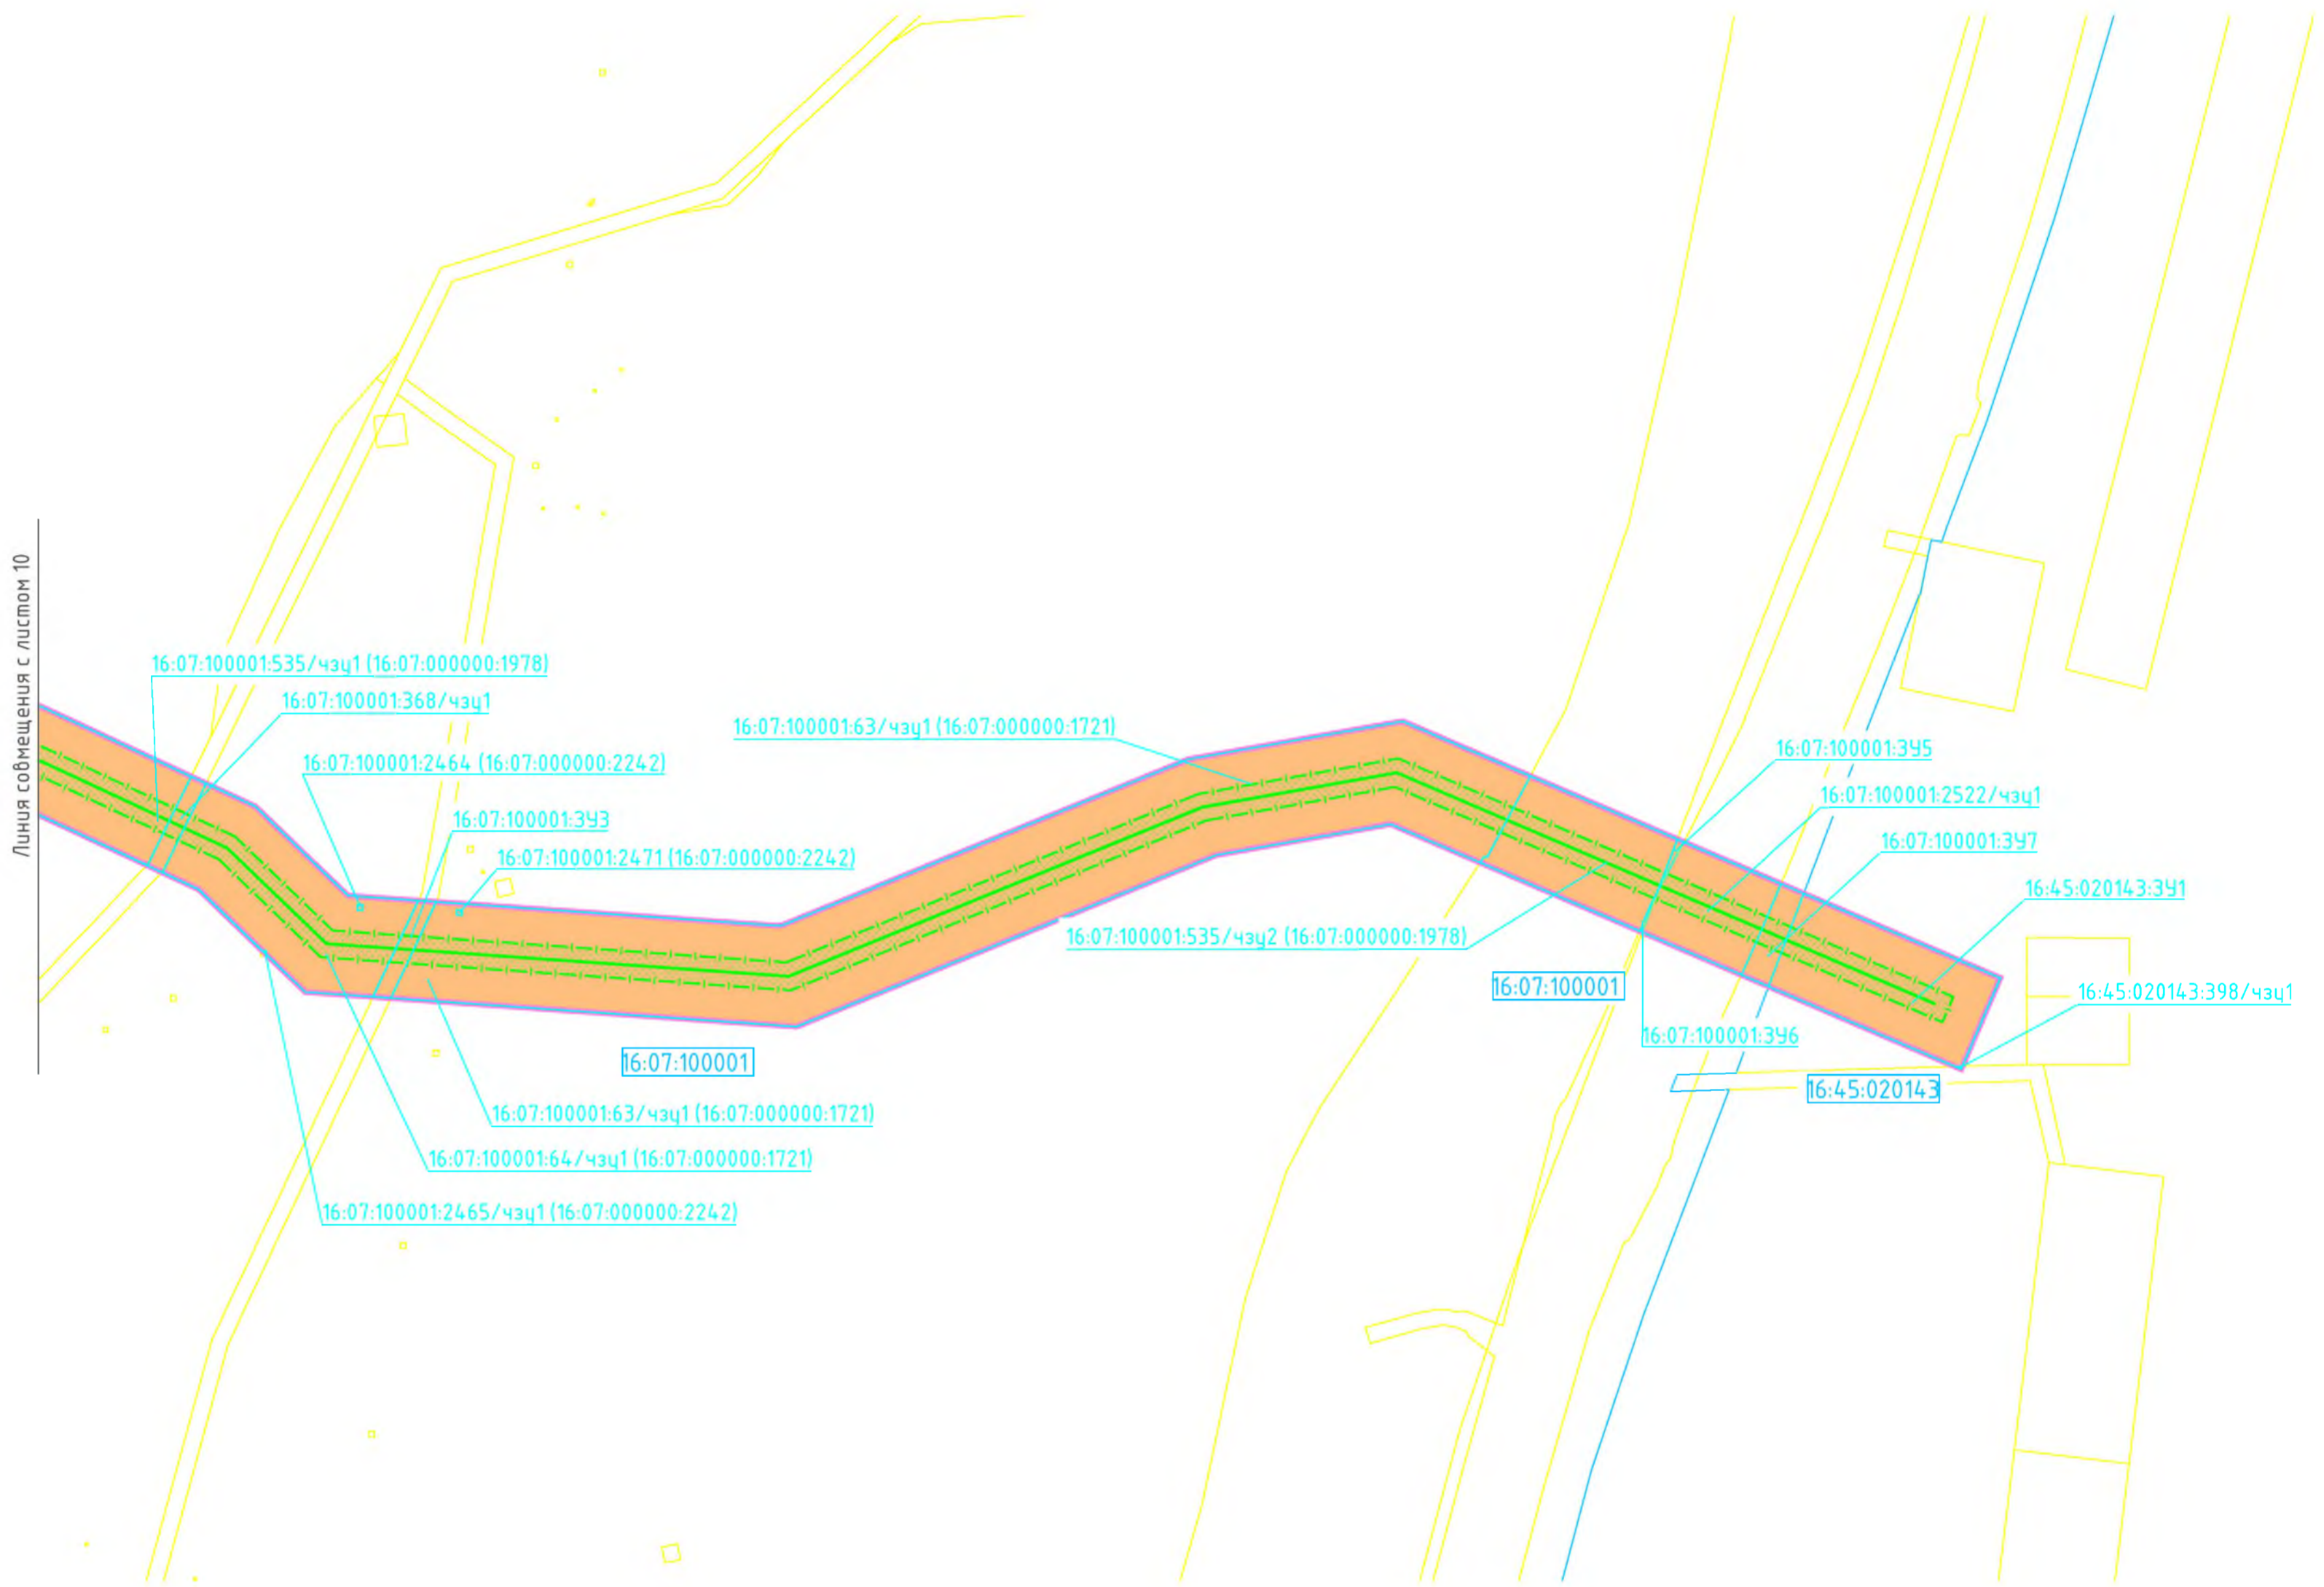 Линия совмещения с листом 10
16:07:100001:535/чзу1 (16:07:000000:1978)
16:07:100001:368/чзу1
16:07:100001:2464 (16:07:000000:2242)
16:07:100001:ЗУ3
16:07:100001:2471 (16:07:000000:2242)
16:07:100001:63/чзу1 (16:07:000000:1721)
16:07:100001:ЗУ5
16:07:100001:2522/чзу1
16:07:100001:ЗУ7
16:45:020143:ЗУ1
16:07:100001:535/чзу2 (16:07:000000:1978)
16:07:100001
16:45:020143:398/чзу1
16:07:100001:ЗУ6
16:07:100001
16:45:020143
16:07:100001:63/чзу1 (16:07:000000:1721)
16:07:100001:64/чзу1 (16:07:000000:1721)
16:07:100001:2465/чзу1 (16:07:000000:2242)